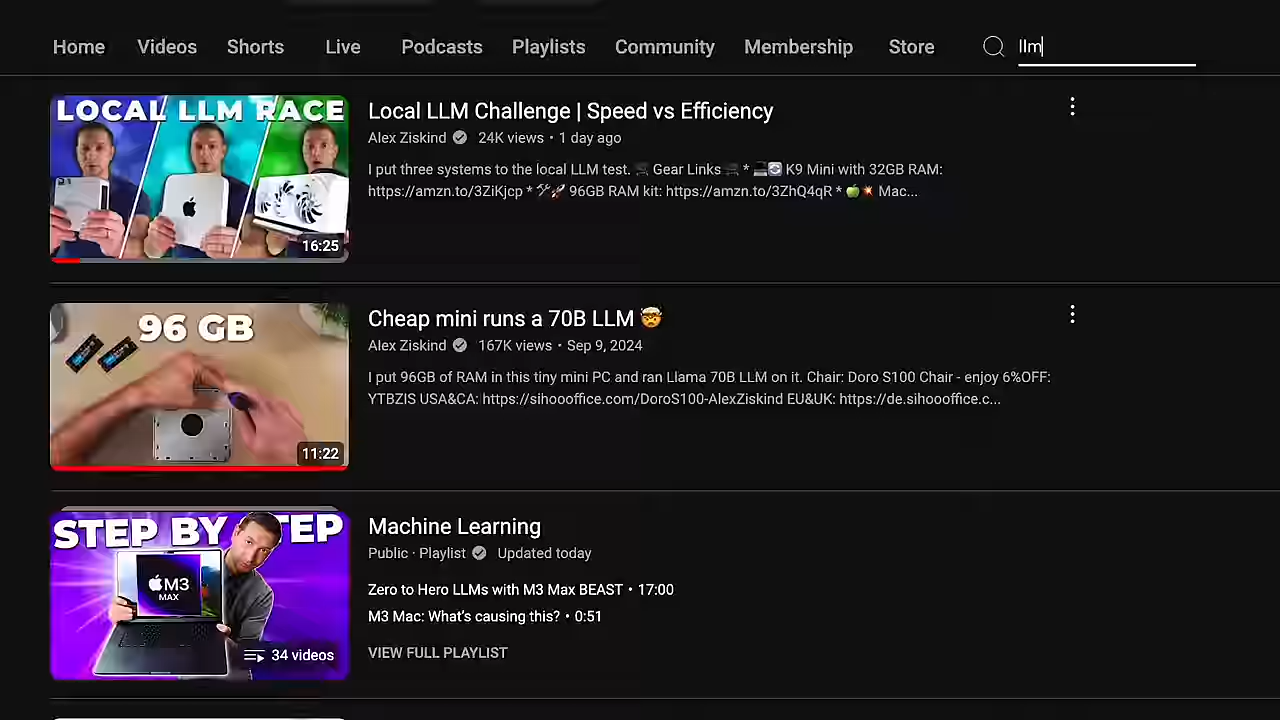 Home Videos Shorts Live Podcasts Playlists Community Membership Store llm
LOCAL LLM RACE
16:25
Local LLM Challenge | Speed vs Efficiency
Alex Ziskind 24K views • 1 day ago
I put three systems to the local LLM test. 🛒 Gear Links 🛒 * 💻🔄 K9 Mini with 32GB RAM:
https://amzn.to/3ZiKjcp * 🛠️🚀 96GB RAM kit: https://amzn.to/3ZhQ4qR * 🍏💥 Mac...
96 GB
11:22
Cheap mini runs a 70B LLM 🤯
Alex Ziskind 167K views • Sep 9, 2024
I put 96GB of RAM in this tiny mini PC and ran Llama 70B LLM on it. Chair: Doro S100 Chair - enjoy 6%OFF:
YTBZIS USA&CA: https://sihoooffice.com/DoroS100-AlexZiskind EU&UK: https://de.sihoooffice.c...
STEP BY TEP
M3
MAX
34 videos
Machine Learning
Public · Playlist Updated today
Zero to Hero LLMs with M3 Max BEAST • 17:00
M3 Mac: What's causing this? • 0:51
VIEW FULL PLAYLIST